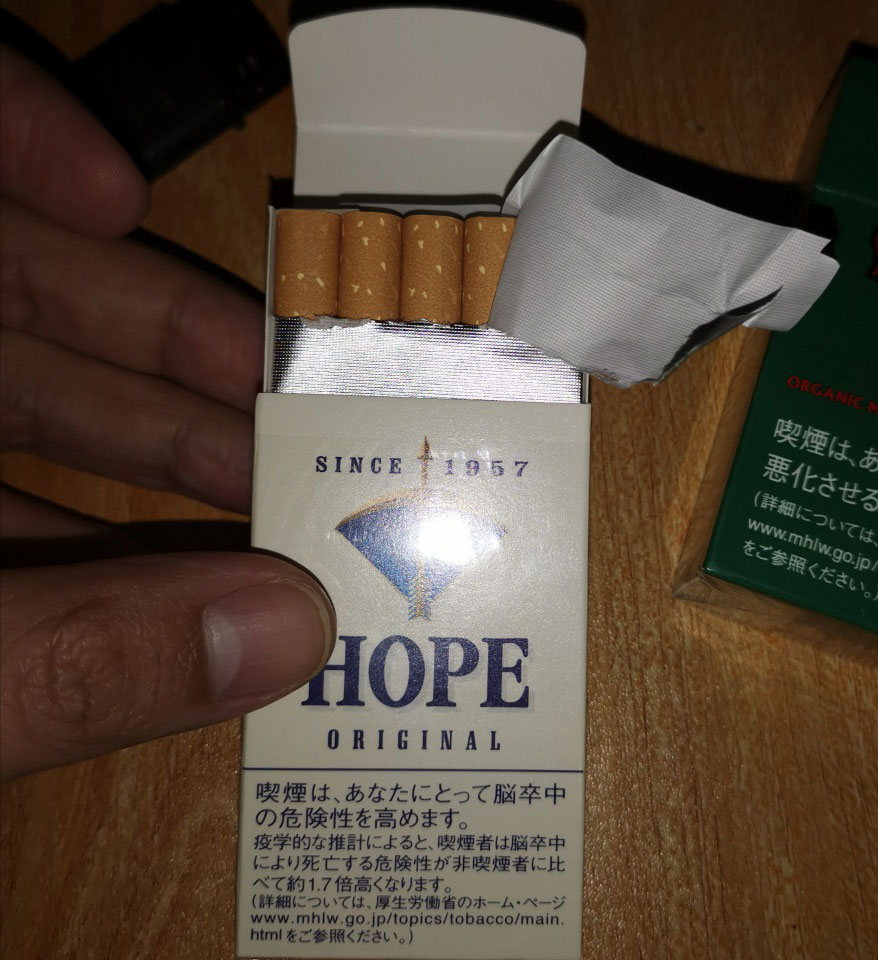 SINCE 1957
HOPE
ORIGINAL
喫煙は、あなたにとって脳卒中
の危険性を高めます。
疫学的な推計によると、喫煙者は脳卒中
により死亡する危険性が非喫煙者に比
べて約1.7倍高くなります。
(詳細については、厚生労働省のホーム・ページ
www.mhlw.go.jp/topics/tobacco/main.
htmlをご参照ください。)
ORGANIC
喫煙は、あ
悪化させる
(詳細については、
www.mhlw.go.jp/
をご参照ください。)